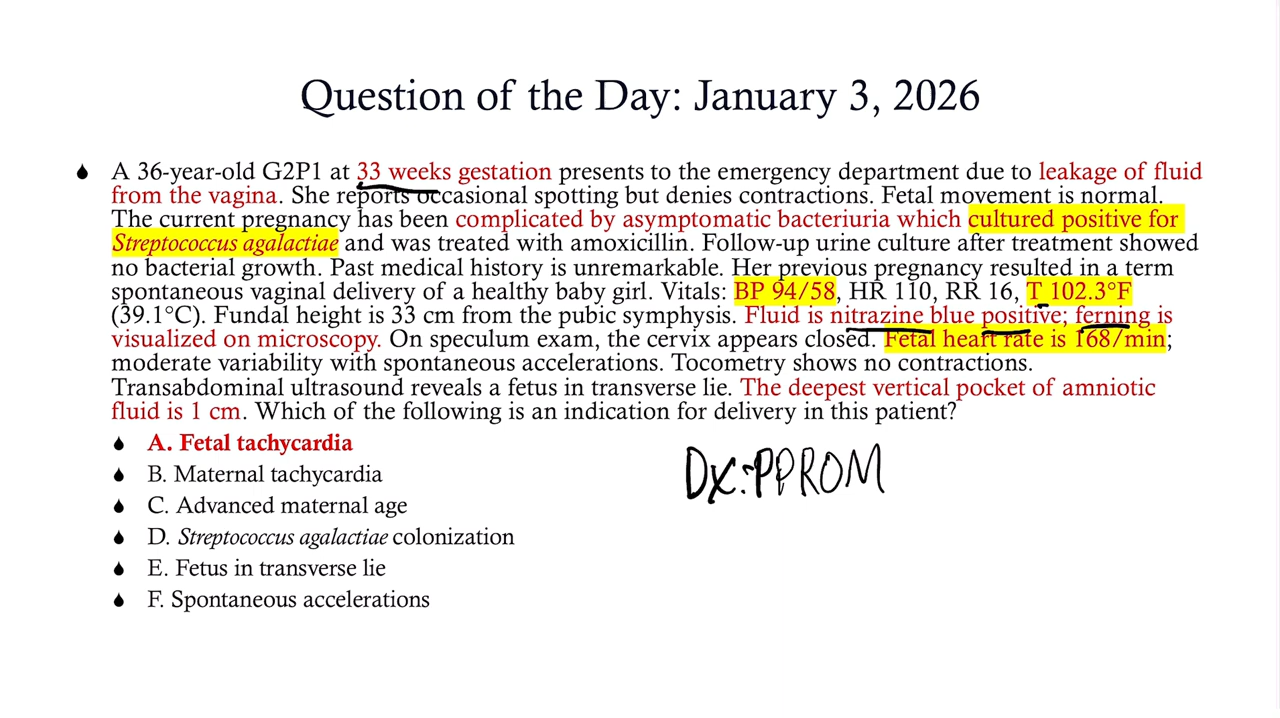 Question of the Day: January 3, 2026
A 36-year-old G2P1 at 33 weeks gestation presents to the emergency department due to leakage of fluid
from the vagina. She reports occasional spotting but denies contractions. Fetal movement is normal.
The current pregnancy has been complicated by asymptomatic bacteriuria which cultured positive for
Streptococcus agalactiae and was treated with amoxicillin. Follow-up urine culture after treatment showed
no bacterial growth. Past medical history is unremarkable. Her previous pregnancy resulted in a term
spontaneous vaginal delivery of a healthy baby girl. Vitals: BP 94/58, HR 110, RR 16, T 102.3°F
(39.1°C). Fundal height is 33 cm from the pubic symphysis. Fluid is nitrazine blue positive; ferning is
visualized on microscopy. On speculum exam, the cervix appears closed. Fetal heart rate is 168/min;
moderate variability with spontaneous accelerations. Tocometry shows no contractions.
Transabdominal ultrasound reveals a fetus in transverse lie. The deepest vertical pocket of amniotic
fluid is 1 cm. Which of the following is an indication for delivery in this patient?
A. Fetal tachycardia
B. Maternal tachycardia
C. Advanced maternal age
D. Streptococcus agalactiae colonization
E. Fetus in transverse lie
F. Spontaneous accelerations
Dx: PPROM